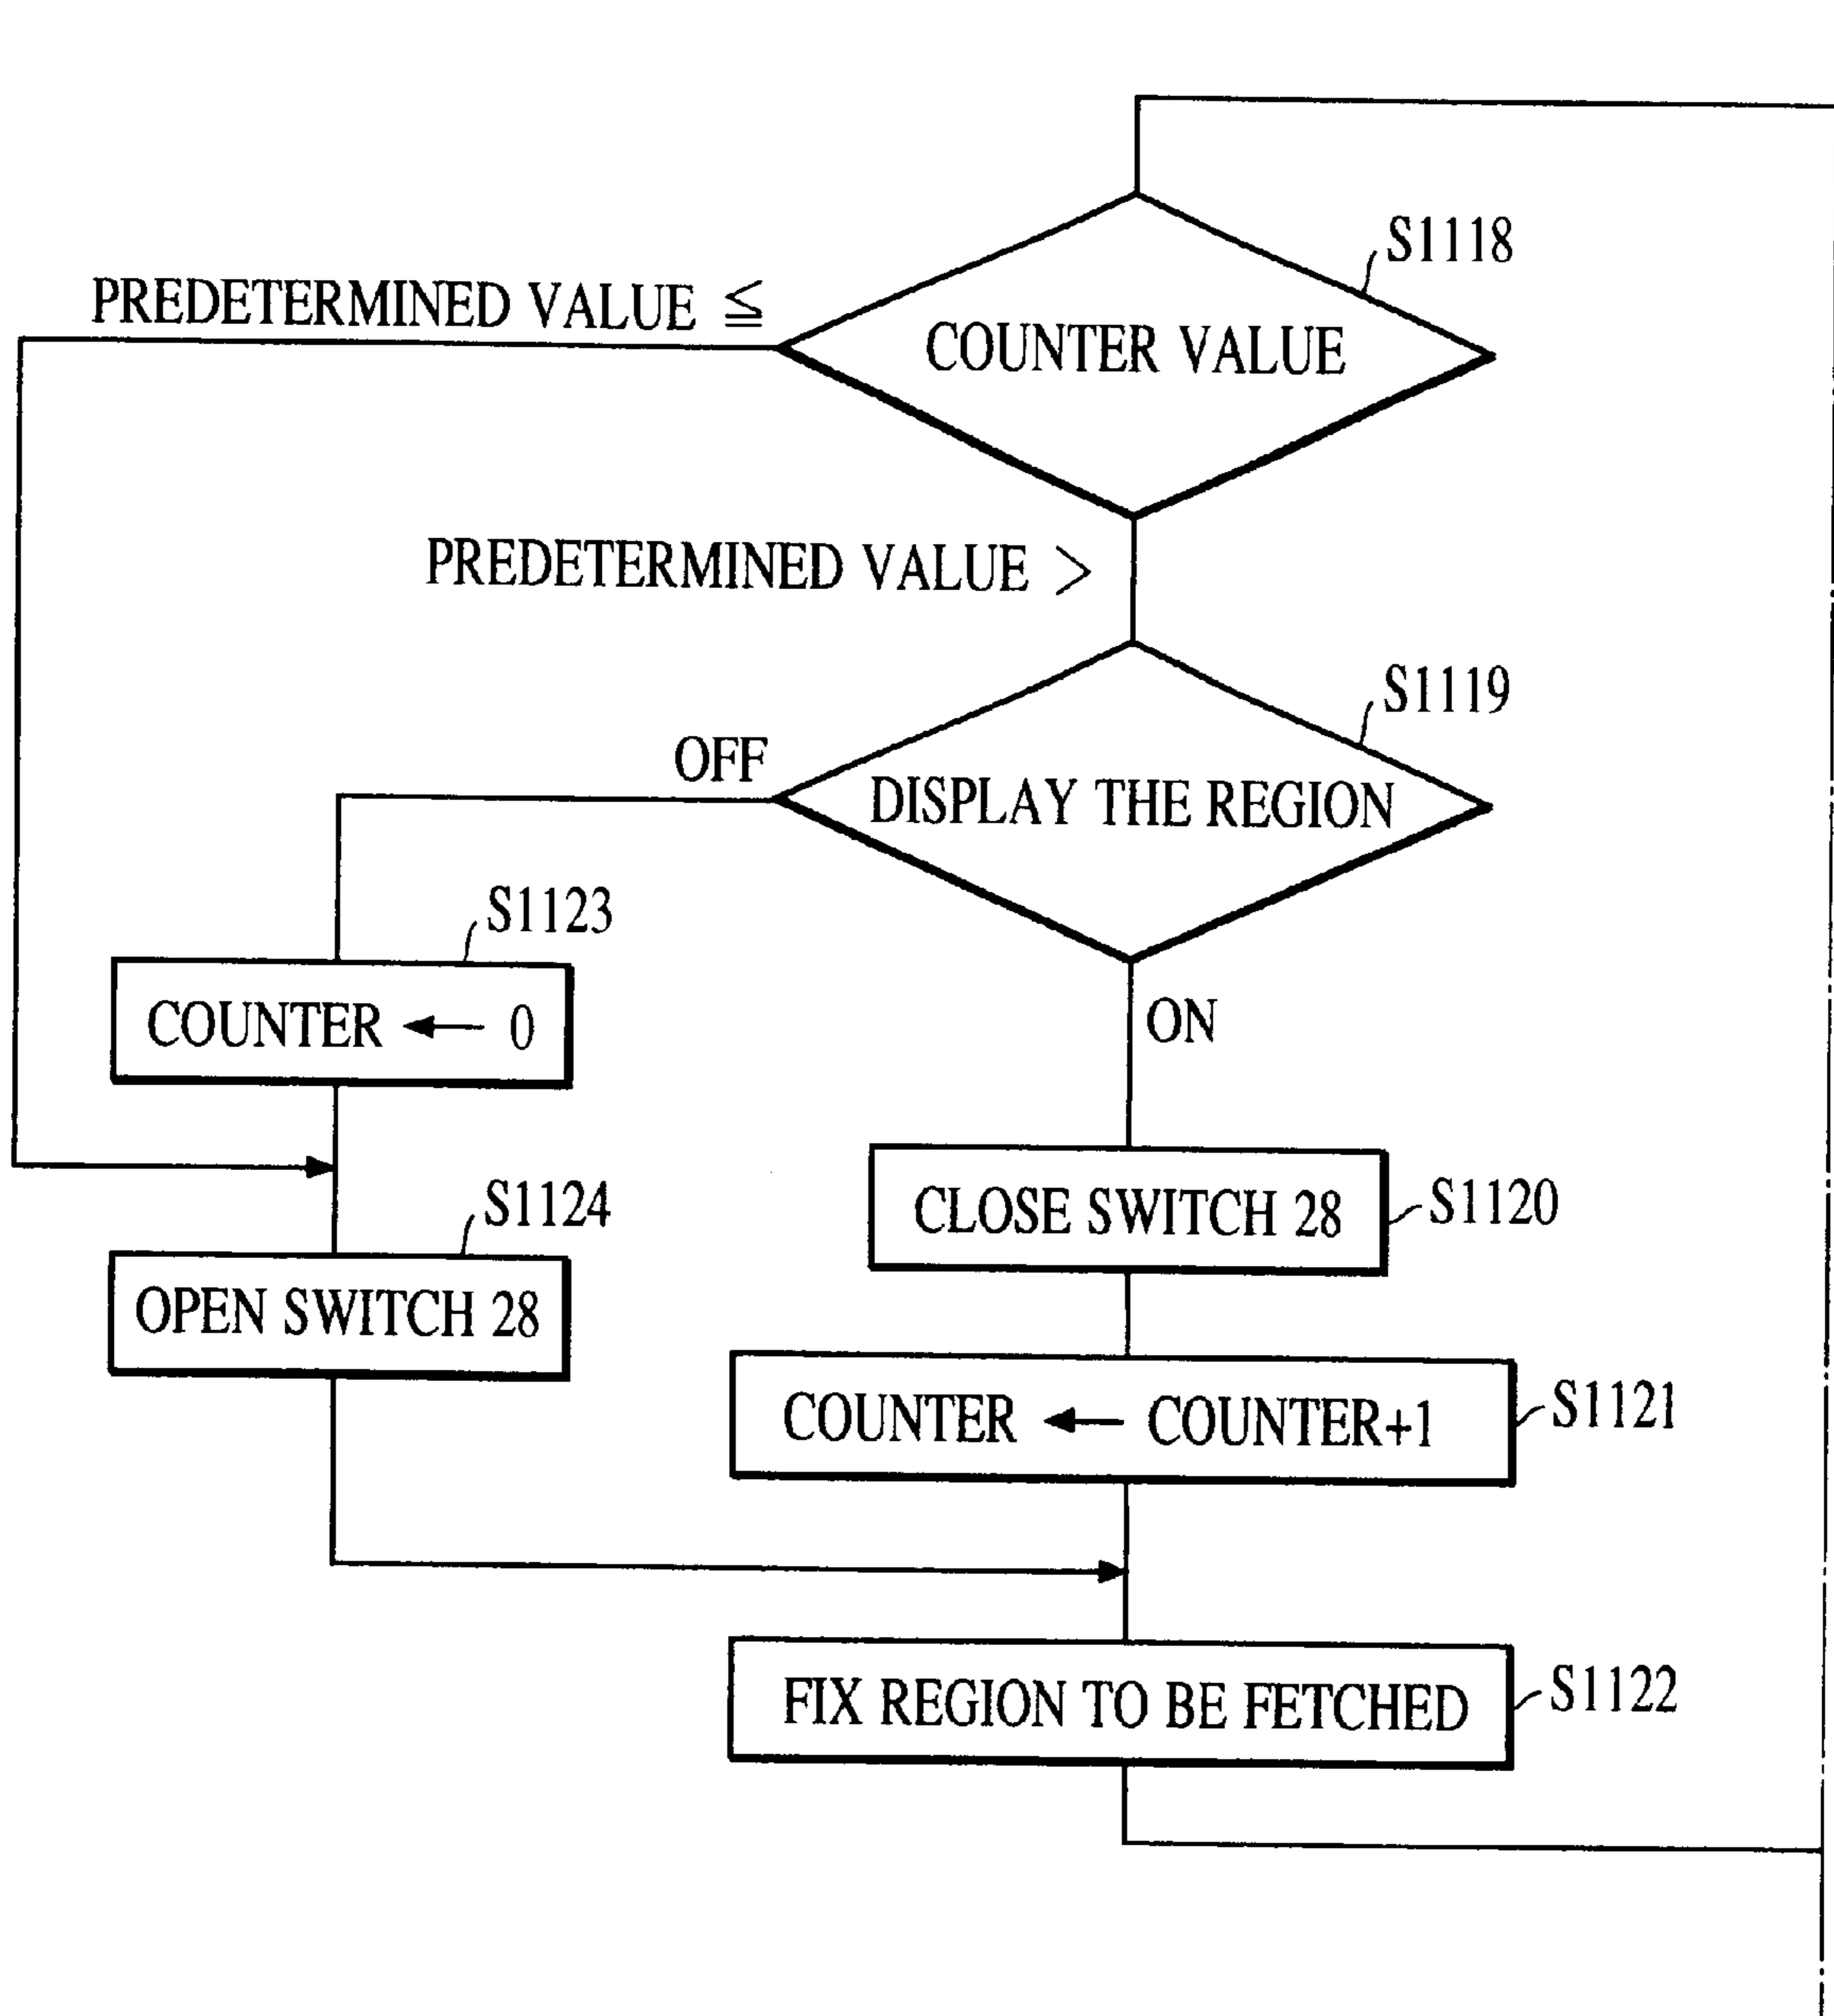 S1118
PREDETERMINED VALUE ≦
COUNTER VALUE
PREDETERMINED VALUE >
S1119
OFF
DISPLAY THE REGION
S1123
COUNTER ← 0
ON
S1124
CLOSE SWITCH 28
S1120
OPEN SWITCH 28
COUNTER ← COUNTER+1
S1121
FIX REGION TO BE FETCHED
S1122